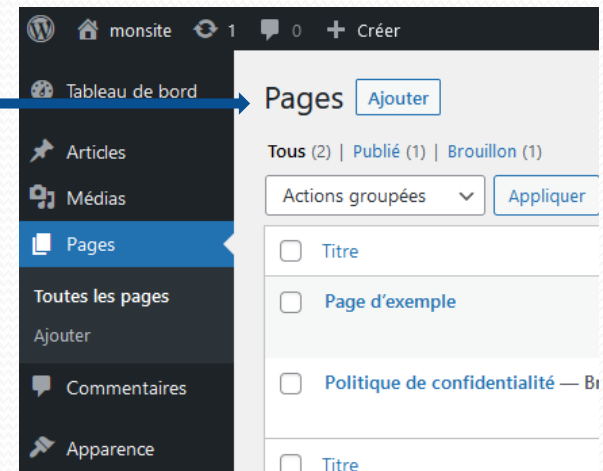 monsite 1 0 + Créer
Tableau de bord
Articles
Médias
Pages
Toutes les pages
Ajouter
Commentaires
Apparence
Pages Ajouter
Tous (2) | Publié (1) | Brouillon (1)
Actions groupées Appliquer
Titre
Page d’exemple
Politique de confidentialité —
Titre